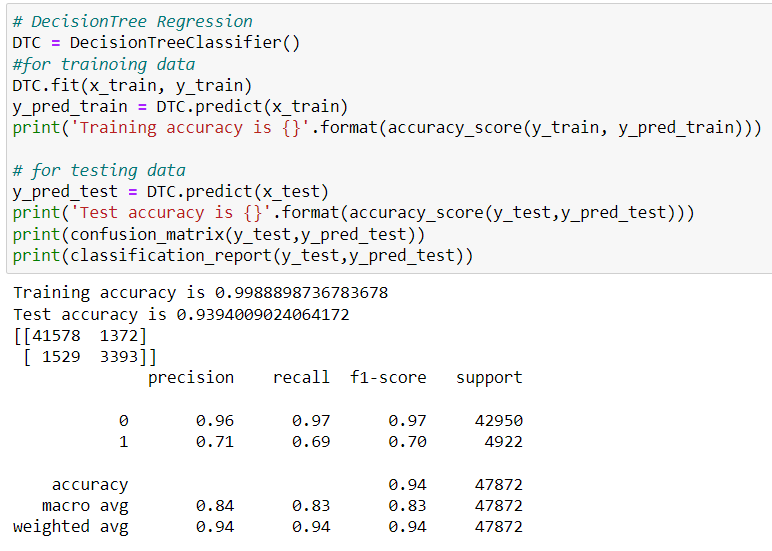 # DecisionTree Regression
DTC = DecisionTreeClassifier()
#for trainoing data
DTC.fit(x_train, y_train)
y_pred_train = DTC.predict(x_train)
print('Training accuracy is {}'.format(accuracy_score(y_train, y_pred_train)))

# for testing data
y_pred_test = DTC.predict(x_test)
print('Test accuracy is {}'.format(accuracy_score(y_test,y_pred_test)))
print(confusion_matrix(y_test,y_pred_test))
print(classification_report(y_test,y_pred_test))
Training accuracy is 0.9988898736783678
Test accuracy is 0.9394009024064172
[[41578  1372]
 [ 1529  3393]]
              precision    recall  f1-score   support

           0       0.96      0.97      0.97     42950
           1       0.71      0.69      0.70      4922

    accuracy                           0.94     47872
   macro avg       0.84      0.83      0.83     47872
weighted avg       0.94      0.94      0.94     47872